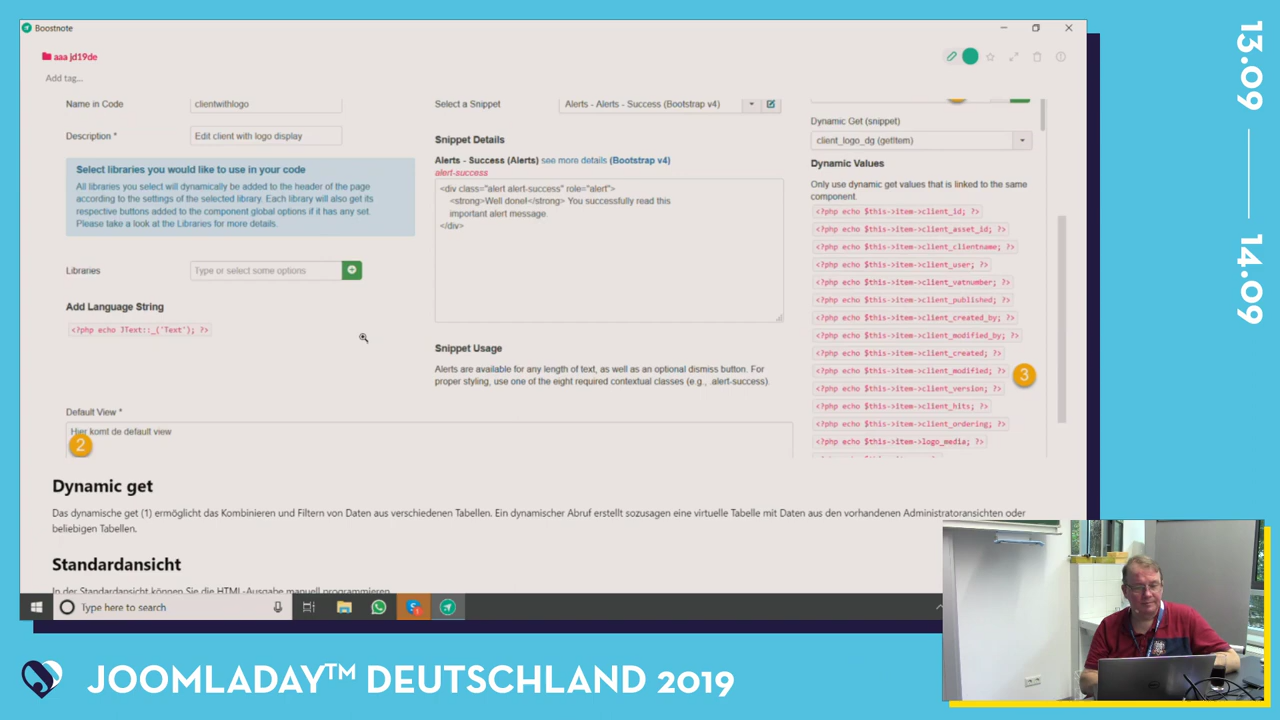 Boostnote
aaa jd19de
Add tag...
Name in Code
clientwithlogo
Description *
Edit client with logo display
Select libraries you would like to use in your code
All libraries you select will dynamically be added to the header of the page
according to the settings of the selected library. Each library will also get its
respective buttons added to the component global options if it has any set.
Please take a look at the Libraries for more details.
Libraries
Type or select some options
Add Language String
<?php echo JText::_('Text'); ?>
Default View *
Hier komt de default view
2
Select a Snippet
Alerts - Alerts - Success (Bootstrap v4)
Snippet Details
Alerts - Success (Alerts) see more details (Bootstrap v4)
alert-success
<div class="alert alert-success" role="alert">
<strong>Well done!</strong> You successfully read this
important alert message.
</div>
Snippet Usage
Alerts are available for any length of text, as well as an optional dismiss button. For
proper styling, use one of the eight required contextual classes (e.g., .alert-success).
Dynamic Get (snippet)
client_logo_dg (getItem)
Dynamic Values
Only use dynamic get values that is linked to the same
component.
<?php echo $this->item->client_id; ?>
<?php echo $this->item->client_asset_id; ?>
<?php echo $this->item->client_clientname; ?>
<?php echo $this->item->client_user; ?>
<?php echo $this->item->client_vatnumber; ?>
<?php echo $this->item->client_published; ?>
<?php echo $this->item->client_created_by; ?>
<?php echo $this->item->client_modified_by; ?>
<?php echo $this->item->client_created; ?>
<?php echo $this->item->client_modified; ?>
3
<?php echo $this->item->client_version; ?>
<?php echo $this->item->client_hits; ?>
<?php echo $this->item->client_ordering; ?>
<?php echo $this->item->logo_media; ?>
Dynamic get
Das dynamische get (1) ermöglicht das Kombinieren und Filtern von Daten aus verschiedenen Tabellen. Ein dynamischer Abruf erstellt sozusagen eine virtuelle Tabelle mit Daten aus den vorhandenen Administratoransichten oder
beliebigen Tabellen.
Standardansicht
In der Standardansicht können Sie die HTML-Ausgabe manuell programmieren
Type here to search
13.09
14.09
JOOMLADAY™ DEUTSCHLAND 2019